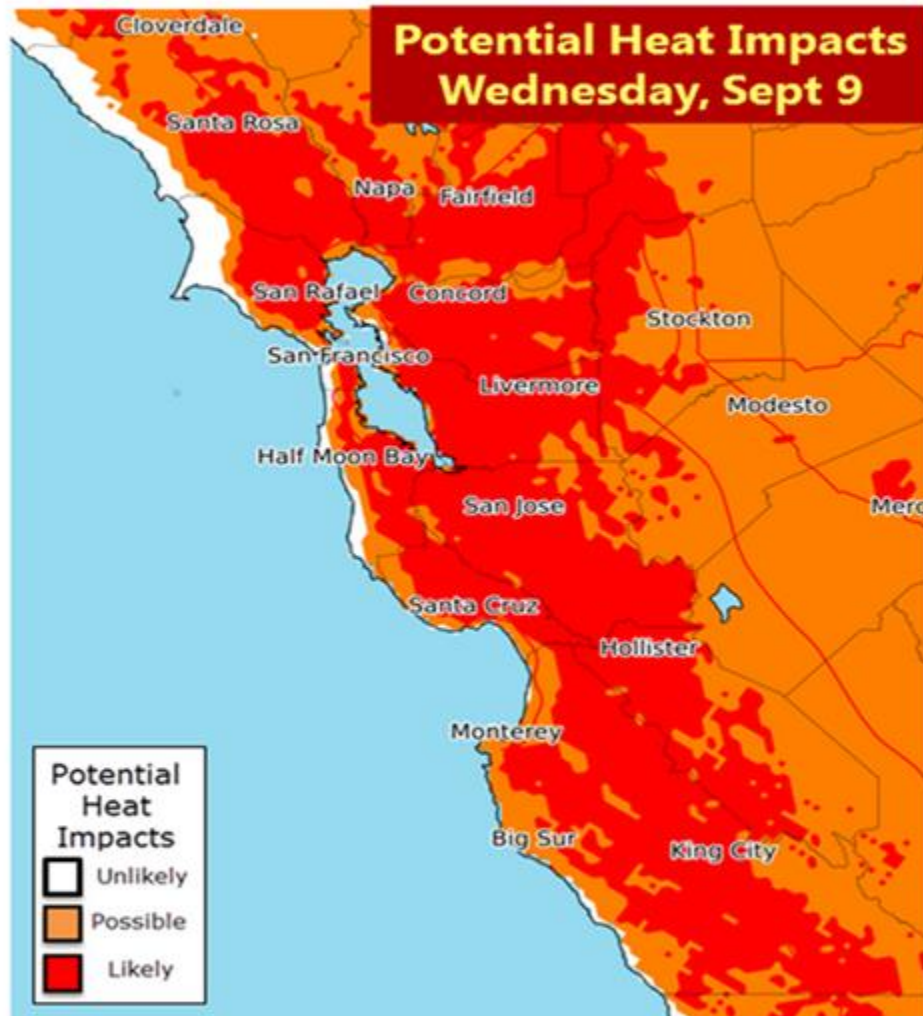 Potential Heat Impacts
Wednesday, Sept 9
Cloverdale
Santa Rosa
Napa
Fairfield
San Rafael
Concord
Stockton
San Francisco
Livermore
Modesto
Half Moon Bay
San Jose
Merc
Santa Cruz
Hollister
Monterey
Big Sur
King City
Potential
Heat
Impacts
Unlikely
Possible
Likely